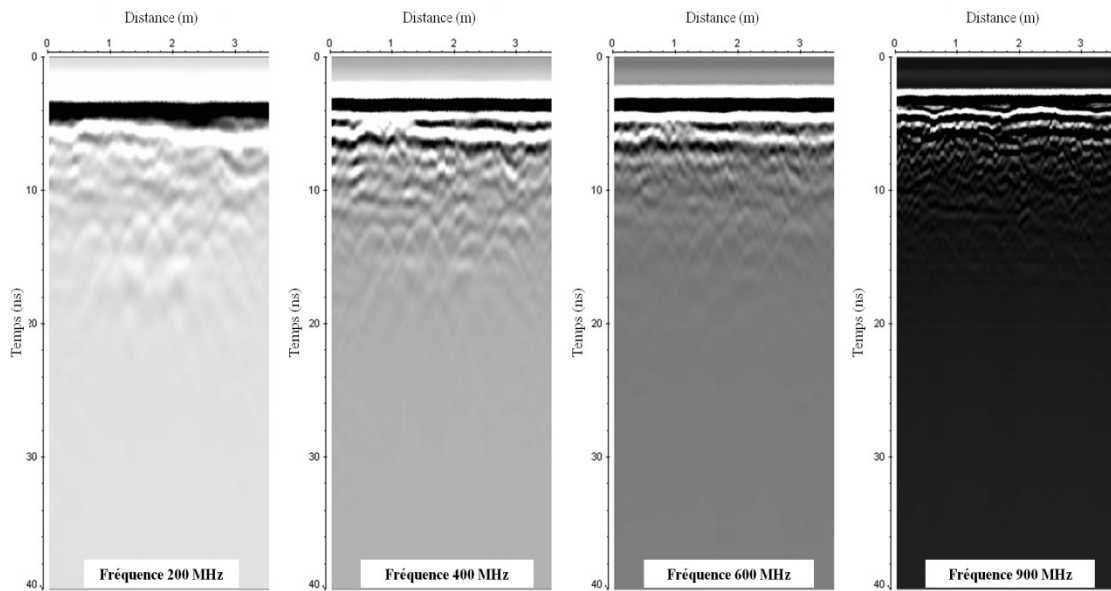 Distance (m)
0 1 2 3
0
10
20
30
40
Temps (ns)
Fréquence 200 MHz
Distance (m)
0 1 2 3
0
10
20
30
40
Temps (ns)
Fréquence 400 MHz
Distance (m)
0 1 2 3
0
10
20
30
40
Temps (ns)
Fréquence 600 MHz
Distance (m)
0 1 2 3
0
10
20
30
40
Temps (ns)
Fréquence 900 MHz